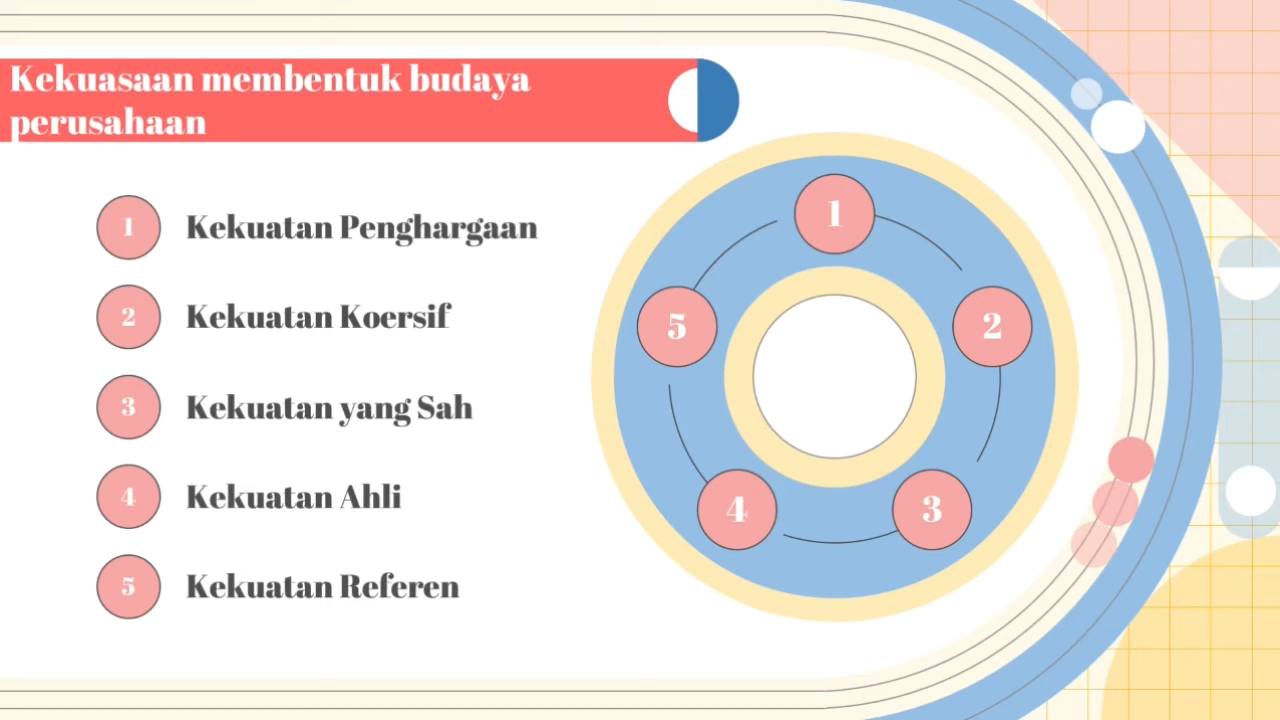 Kekuasaan membentuk budaya
perusahaan
1 Kekuatan Penghargaan
2 Kekuatan Koersif
3 Kekuatan yang Sah
4 Kekuatan Ahli
5 Kekuatan Referen
1
2
3
4
5